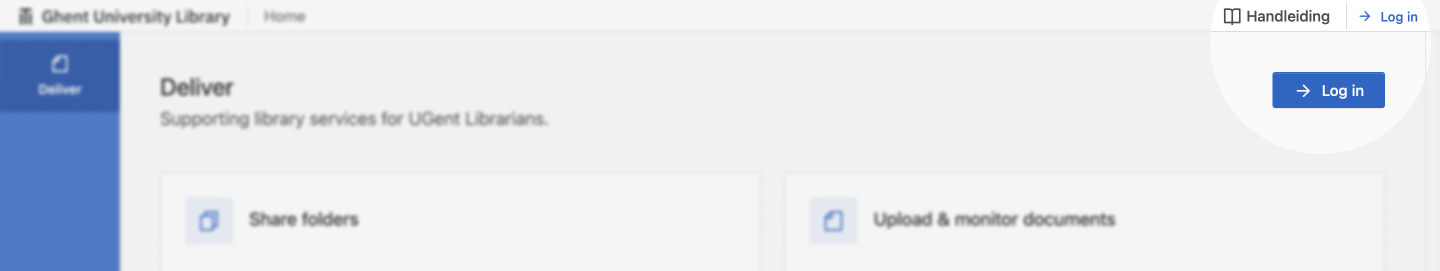 Ghent University Library Home Handleiding Log in
Deliver
Deliver
Log in
Supporting library services for UGent Librarians.
Share folders
Upload & monitor documents